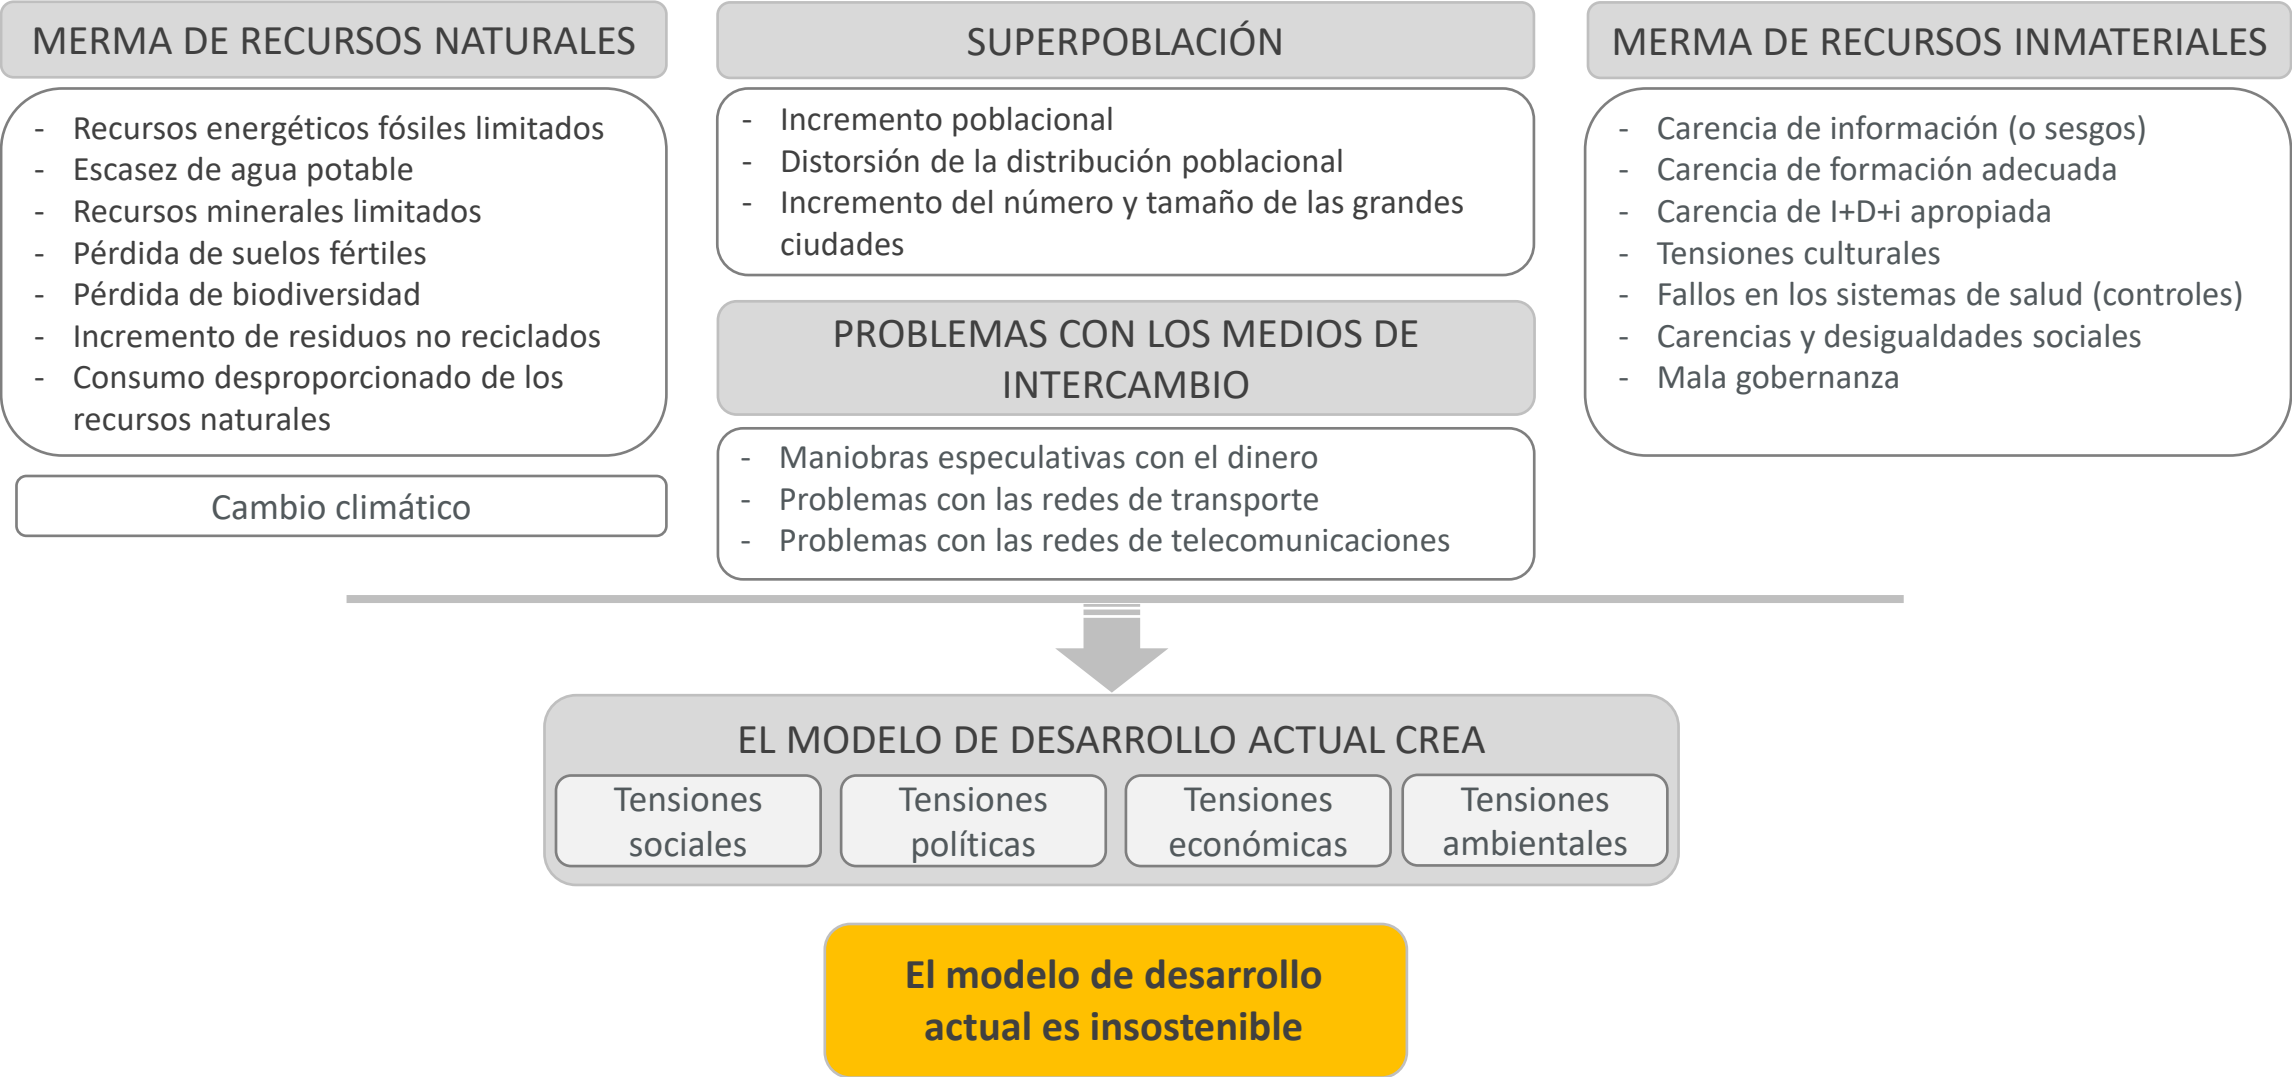 MERMA DE RECURSOS NATURALES
- Recursos energéticos fósiles limitados
- Escasez de agua potable
- Recursos minerales limitados
- Pérdida de suelos fértiles
- Pérdida de biodiversidad
- Incremento de residuos no reciclados
- Consumo desproporcionado de los
recursos naturales
Cambio climático
SUPERPOBLACIÓN
- Incremento poblacional
- Distorsión de la distribución poblacional
- Incremento del número y tamaño de las grandes
ciudades
PROBLEMAS CON LOS MEDIOS DE
INTERCAMBIO
- Maniobras especulativas con el dinero
- Problemas con las redes de transporte
- Problemas con las redes de telecomunicaciones
MERMA DE RECURSOS INMATERIALES
- Carencia de información (o sesgos)
- Carencia de formación adecuada
- Carencia de I+D+i apropiada
- Tensiones culturales
- Fallos en los sistemas de salud (controles)
- Carencias y desigualdades sociales
- Mala gobernanza
EL MODELO DE DESARROLLO ACTUAL CREA
Tensiones
sociales
Tensiones
políticas
Tensiones
económicas
Tensiones
ambientales
El modelo de desarrollo
actual es insostenible